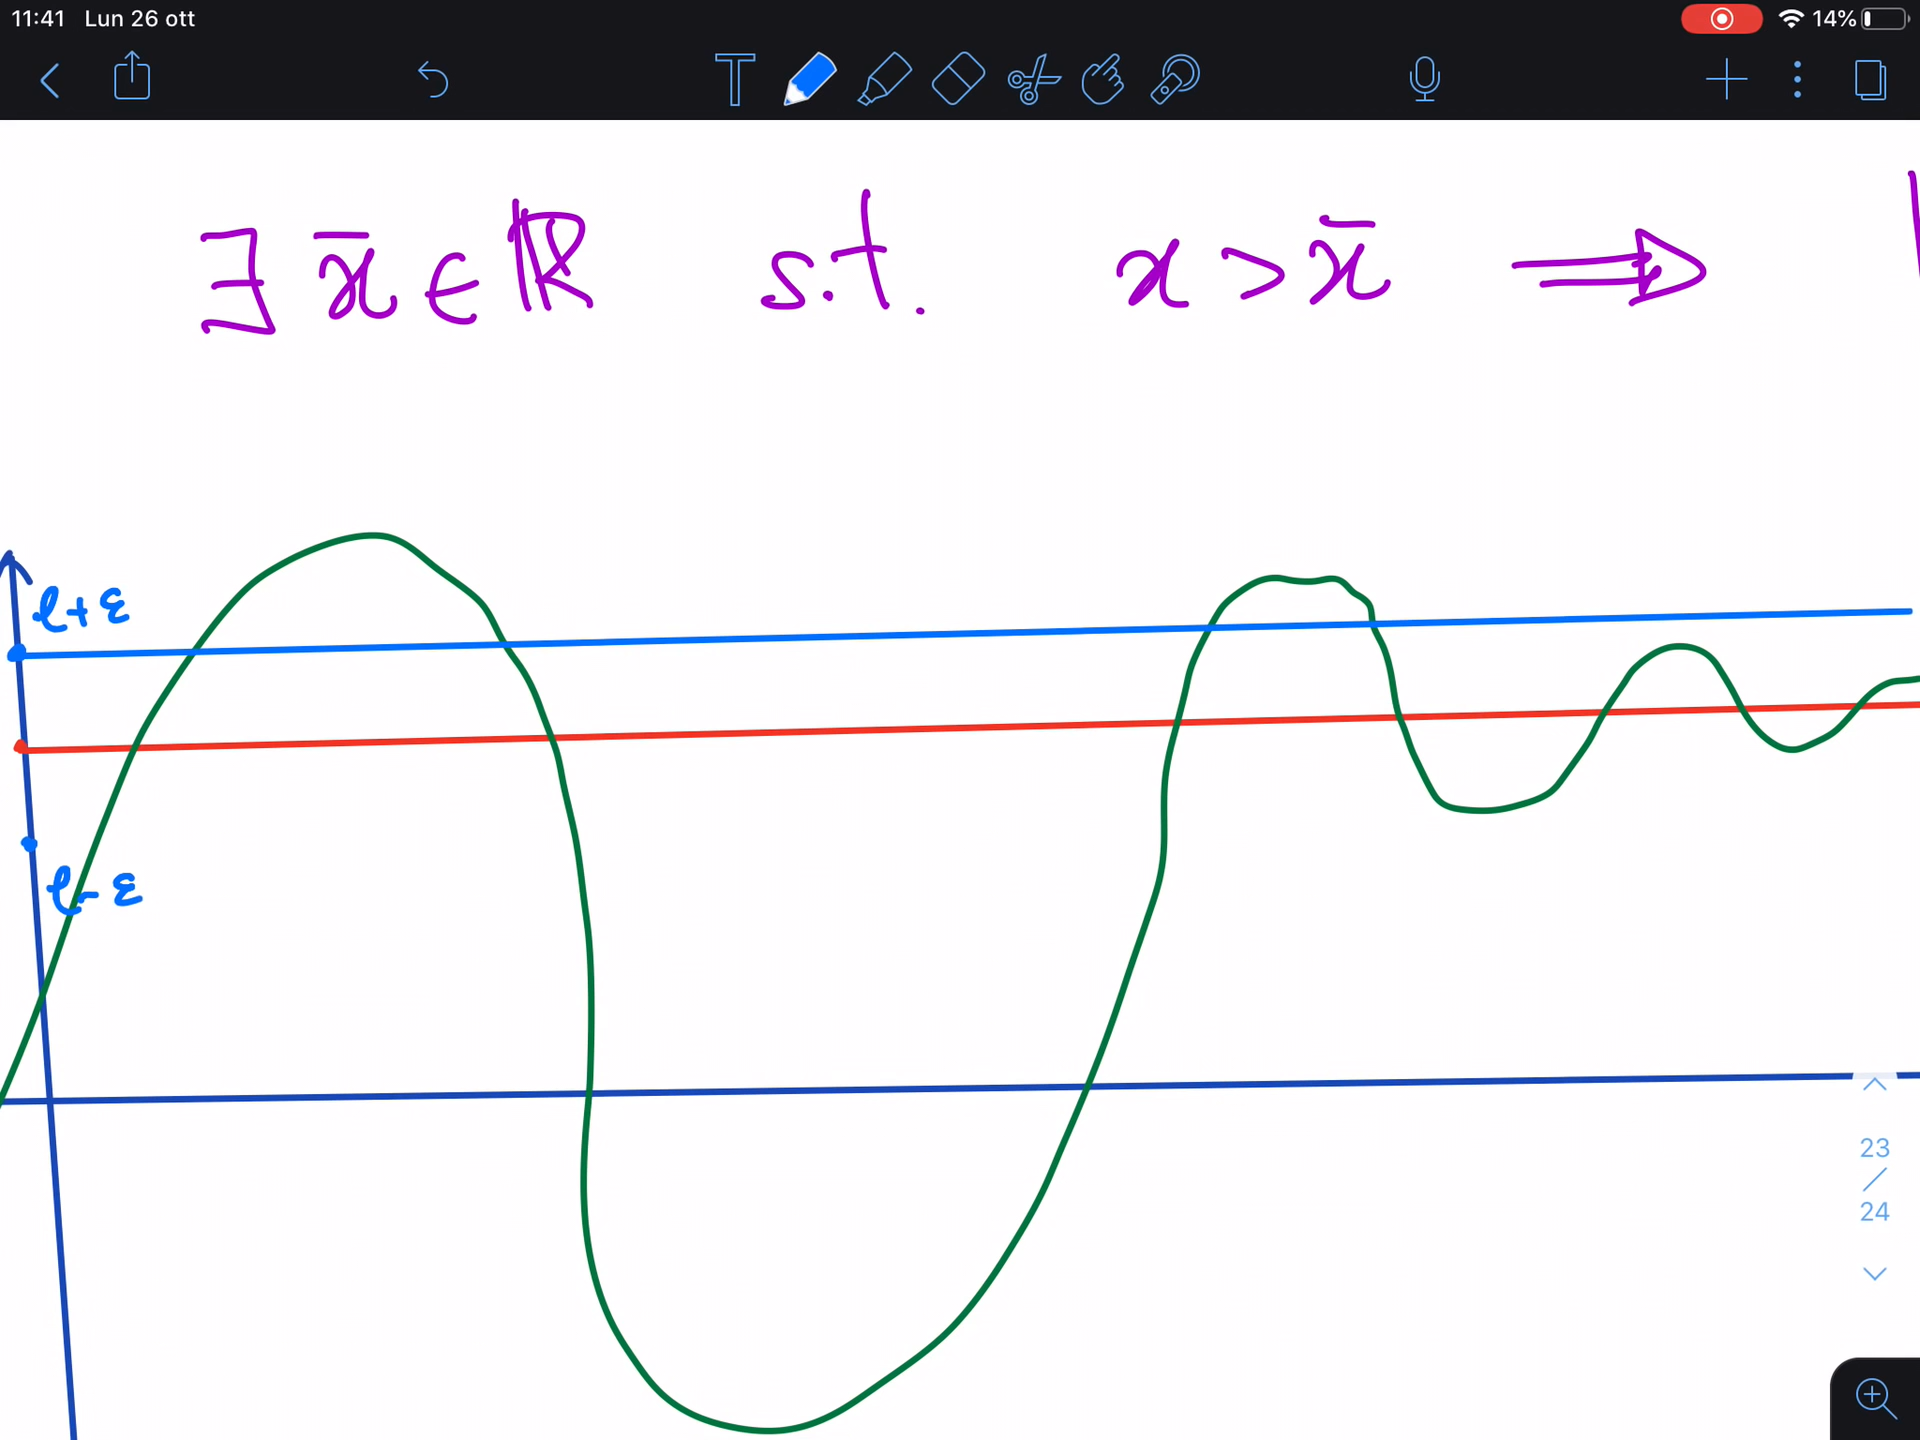 11:41 Lun 26 ott 14%
∃ x̄ ∈ ℝ s.t. x > x̄ ⟹
l+ε
l-ε
23
/
24